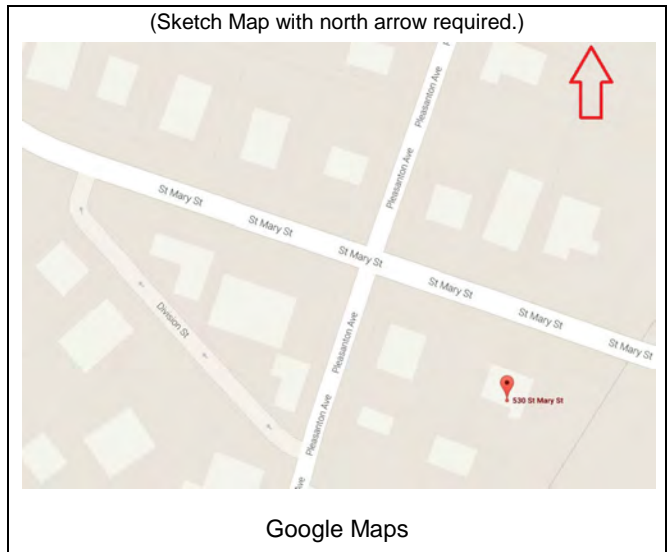 (Sketch Map with north arrow required.)
Pleasanton Ave
Pleasanton Ave
St Mary St
St Mary St
St Mary St
St Mary St
St Mary St
St Mary St
Division St
Pleasanton Ave
Pleasanton Ave
530 St Mary St
Ave
Google Maps